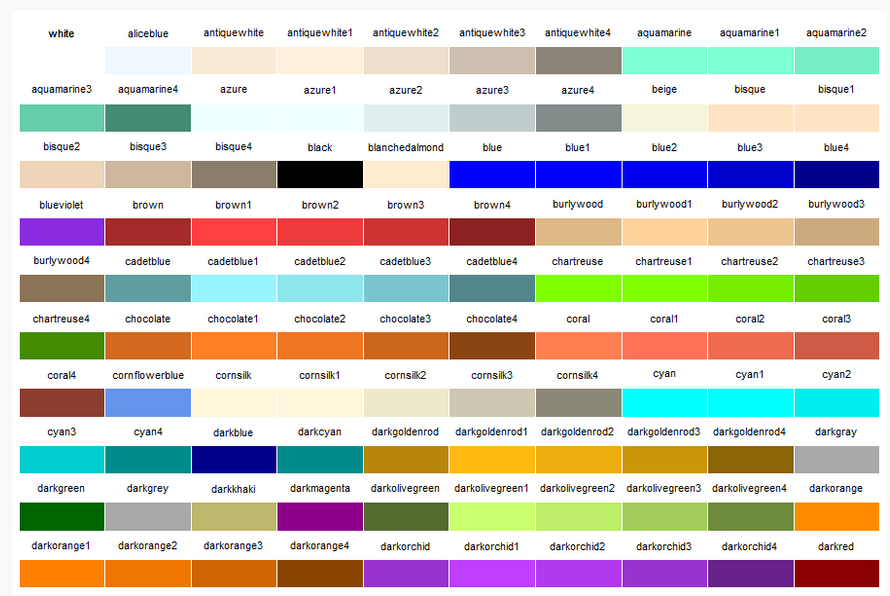 white aliceblue antiquewhite antiquewhite1 antiquewhite2 antiquewhite3 antiquewhite4 aquamarine aquamarine1 aquamarine2
aquamarine3 aquamarine4 azure azure1 azure2 azure3 azure4 beige bisque bisque1
bisque2 bisque3 bisque4 black blanchedalmond blue blue1 blue2 blue3 blue4
blueviolet brown brown1 brown2 brown3 brown4 burlywood burlywood1 burlywood2 burlywood3
burlywood4 cadetblue cadetblue1 cadetblue2 cadetblue3 cadetblue4 chartreuse chartreuse1 chartreuse2 chartreuse3
chartreuse4 chocolate chocolate1 chocolate2 chocolate3 chocolate4 coral coral1 coral2 coral3
coral4 cornflowerblue cornsilk cornsilk1 cornsilk2 cornsilk3 cornsilk4 cyan cyan1 cyan2
cyan3 cyan4 darkblue darkcyan darkgoldenrod darkgoldenrod1 darkgoldenrod2 darkgoldenrod3 darkgoldenrod4 darkgray
darkgreen darkgrey darkkhaki darkmagenta darkolivegreen darkolivegreen1 darkolivegreen2 darkolivegreen3 darkolivegreen4 darkorange
darkorange1 darkorange2 darkorange3 darkorange4 darkorchid darkorchid1 darkorchid2 darkorchid3 darkorchid4 darkred